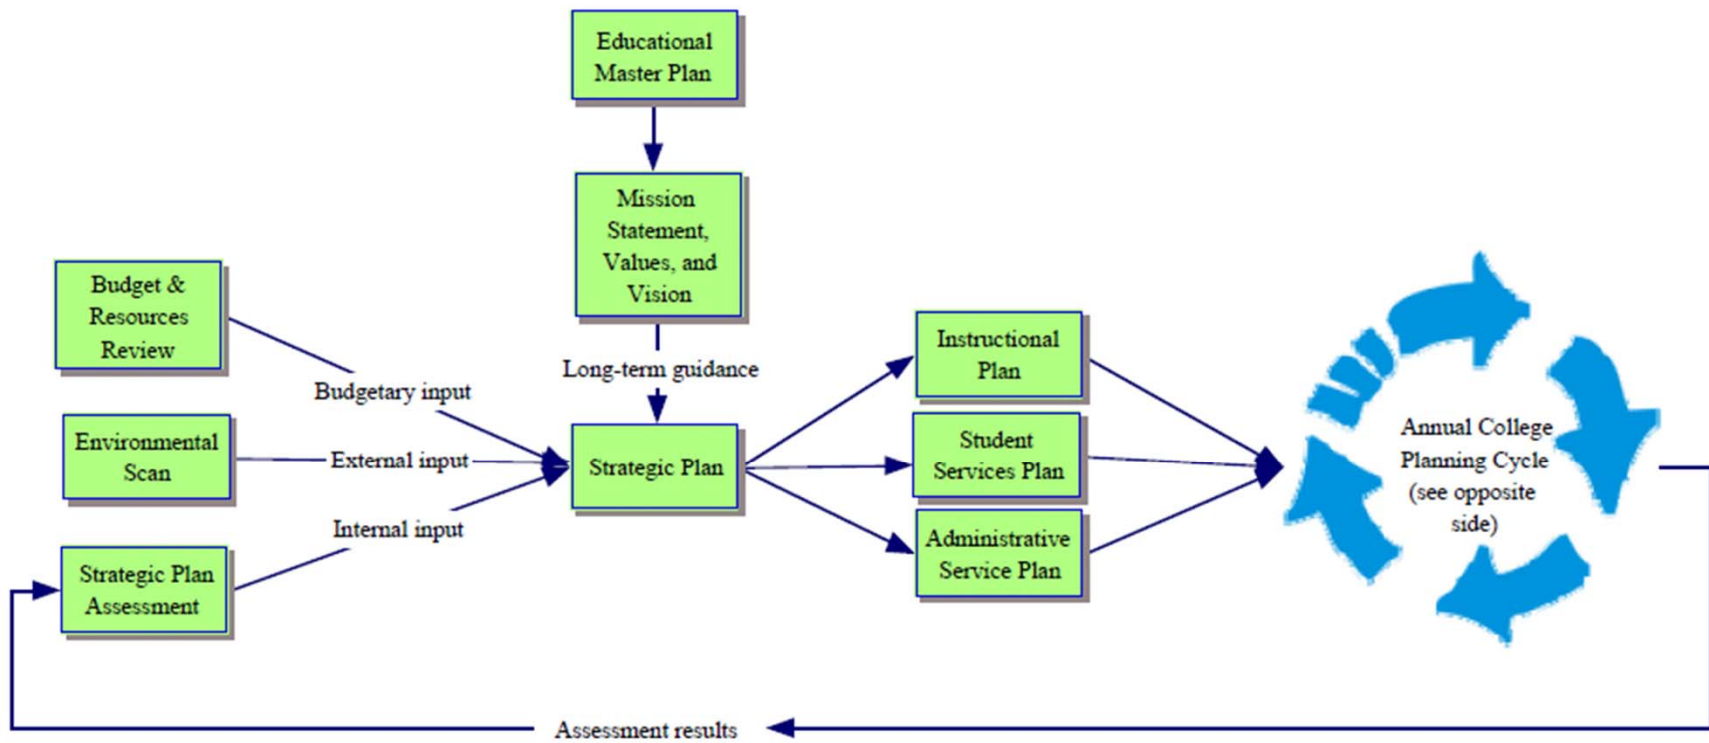 Educational
Master Plan
Mission
Statement,
Values, and
Vision
Long-term guidance
Budget &
Resources
Review
Budgetary input
Environmental
Scan
External input
Strategic Plan
Assessment
Internal input
Strategic Plan
Instructional
Plan
Student
Services Plan
Administrative
Service Plan
Annual College
Planning Cycle
(see opposite
side)
Assessment results